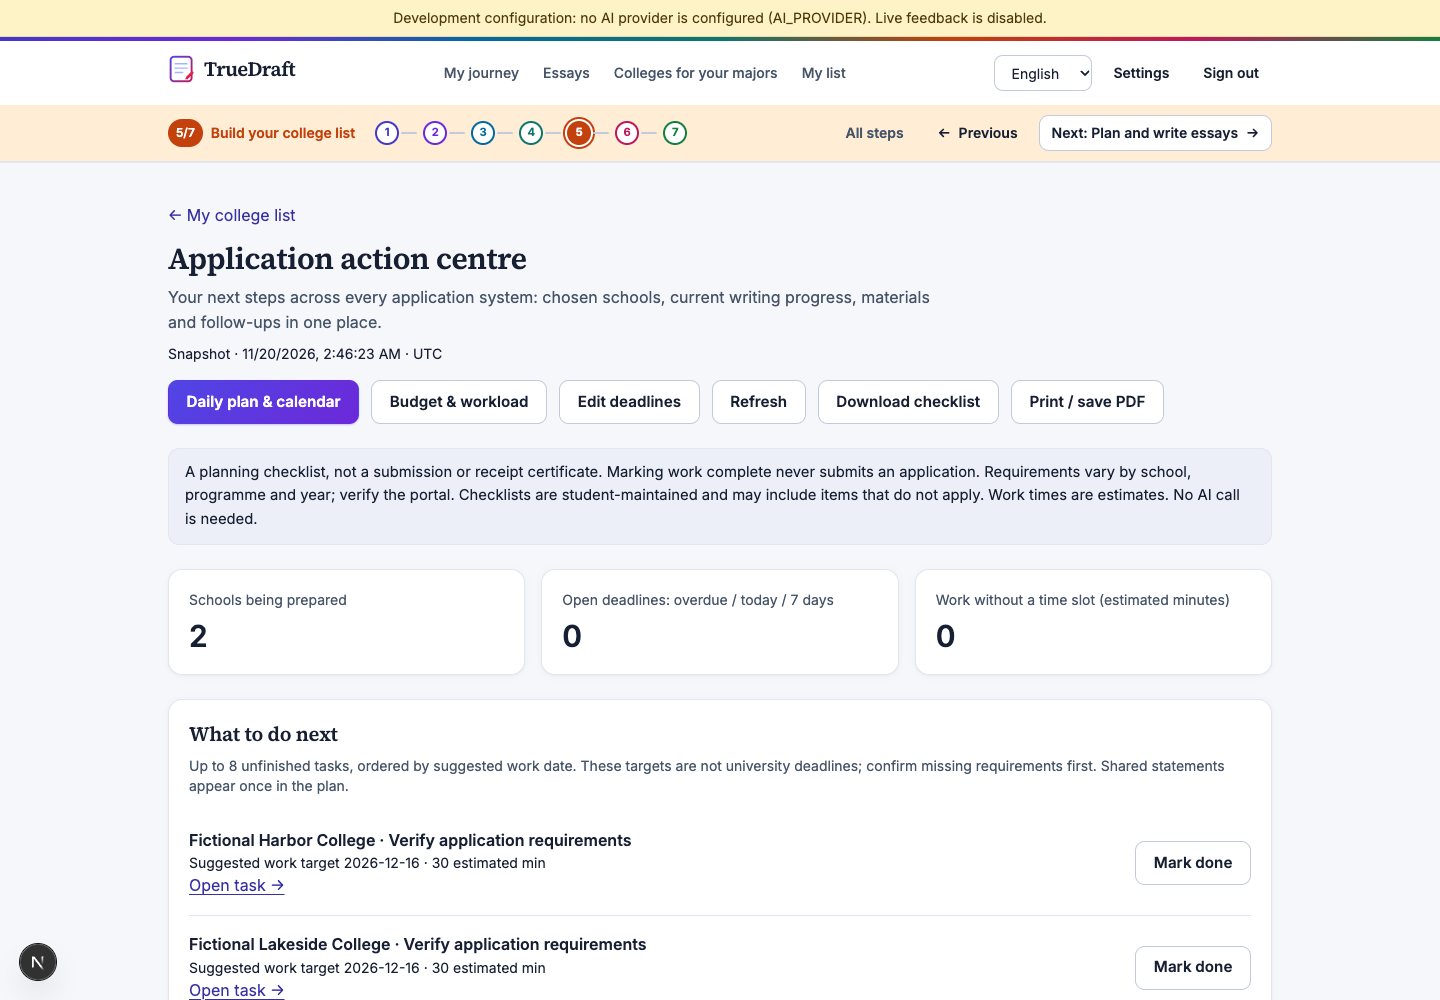 Development configuration: no AI provider is configured (AI_PROVIDER). Live feedback is disabled.
TrueDraft
My journey
Essays
Colleges for your majors
My list
English
Settings
Sign out
5/7
Build your college list
1
2
3
4
5
6
7
All steps
← Previous
Next: Plan and write essays →
← My college list
Application action centre
Your next steps across every application system: chosen schools, current writing progress, materials
and follow-ups in one place.
Snapshot · 11/20/2026, 2:46:23 AM · UTC
Daily plan & calendar
Budget & workload
Edit deadlines
Refresh
Download checklist
Print / save PDF
A planning checklist, not a submission or receipt certificate. Marking work complete never submits an application. Requirements vary by school,
programme and year; verify the portal. Checklists are student-maintained and may include items that do not apply. Work times are estimates. No AI call
is needed.
Schools being prepared
2
Open deadlines: overdue / today / 7 days
0
Work without a time slot (estimated minutes)
0
What to do next
Up to 8 unfinished tasks, ordered by suggested work date. These targets are not university deadlines; confirm missing requirements first. Shared statements
appear once in the plan.
Fictional Harbor College · Verify application requirements
Suggested work target 2026-12-16 · 30 estimated min
Open task →
Mark done
Fictional Lakeside College · Verify application requirements
Suggested work target 2026-12-16 · 30 estimated min
Open task →
Mark done
N